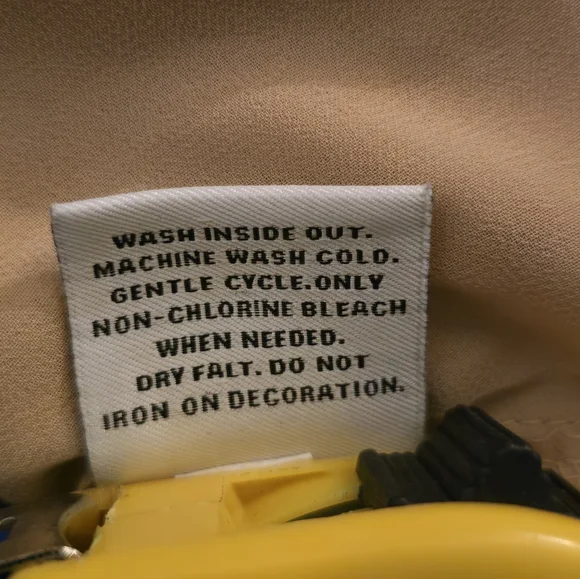 WASH INSIDE OUT.
MACHINE WASH COLD.
GENTLE CYCLE.ONLY
NON-CHLORINE BLEACH
WHEN NEEDED.
DRY FALT. DO NOT
IRON ON DECORATION.